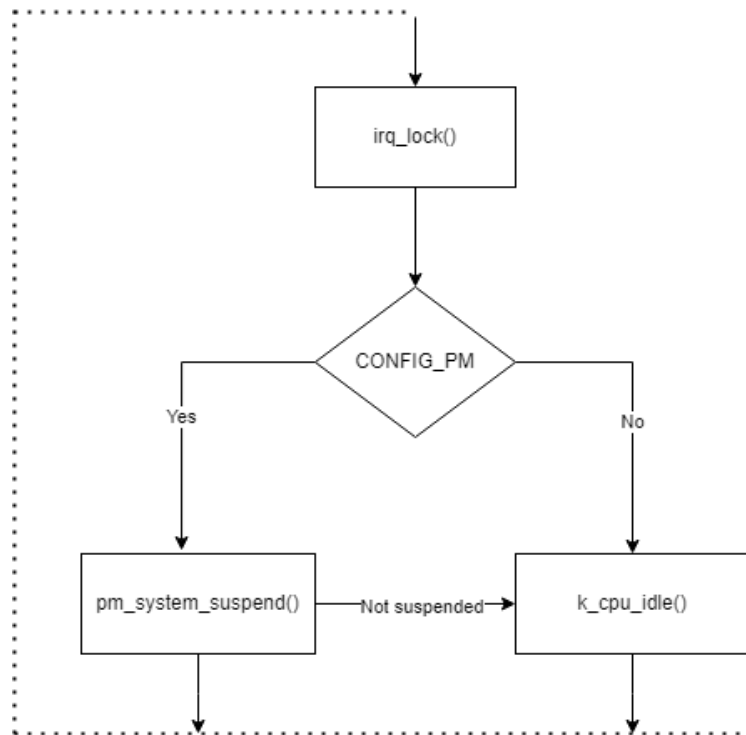 irq_lock()
CONFIG_PM
Yes
No
pm_system_suspend()
Not suspended
k_cpu_idle()